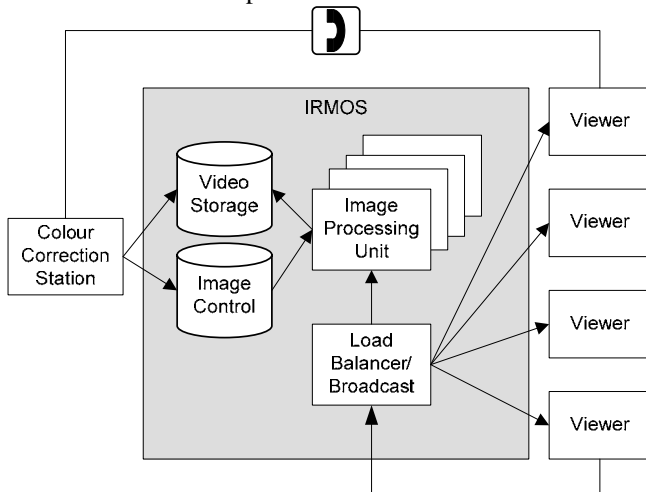 IRMOS
Viewer
Video
Storage
Image
Processing
Unit
Viewer
Colour
Correction
Station
Image
Control
Viewer
Load
Balancer/
Broadcast
Viewer